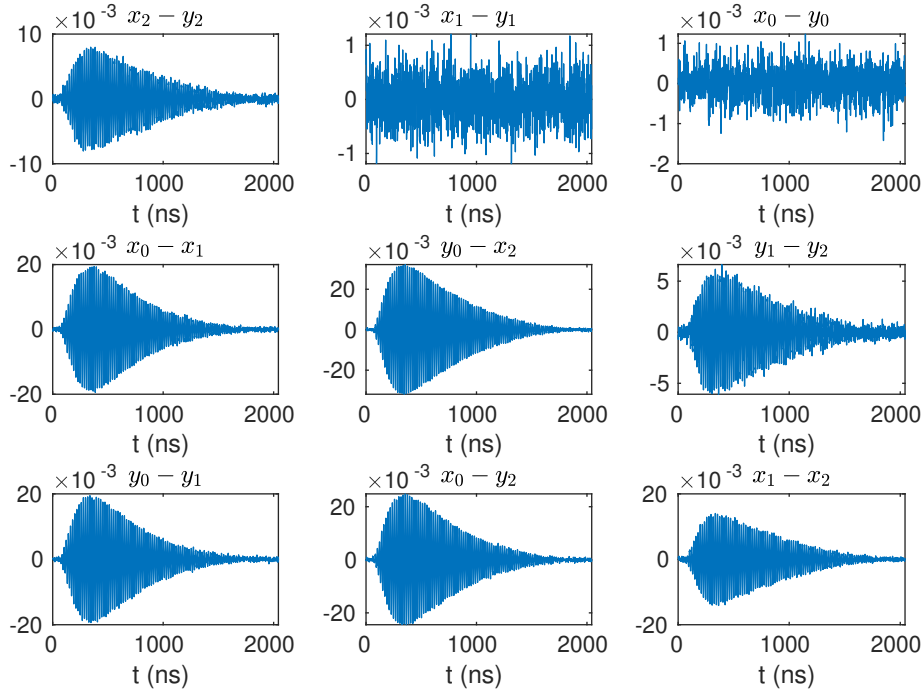 ×10 -3 x2 − y2
10
0
-10
0 1000 2000
t (ns)
×10 -3 x1 − y1
1
0
-1
0 1000 2000
t (ns)
×10 -3 x0 − y0
1
0
-1
-2
0 1000 2000
t (ns)
×10 -3 x0 − x1
20
0
-20
0 1000 2000
t (ns)
×10 -3 y0 − x2
20
0
-20
0 1000 2000
t (ns)
×10 -3 y1 − y2
5
0
-5
0 1000 2000
t (ns)
×10 -3 y0 − y1
20
0
-20
0 1000 2000
t (ns)
×10 -3 x0 − y2
20
0
-20
0 1000 2000
t (ns)
×10 -3 x1 − x2
20
0
-20
0 1000 2000
t (ns)